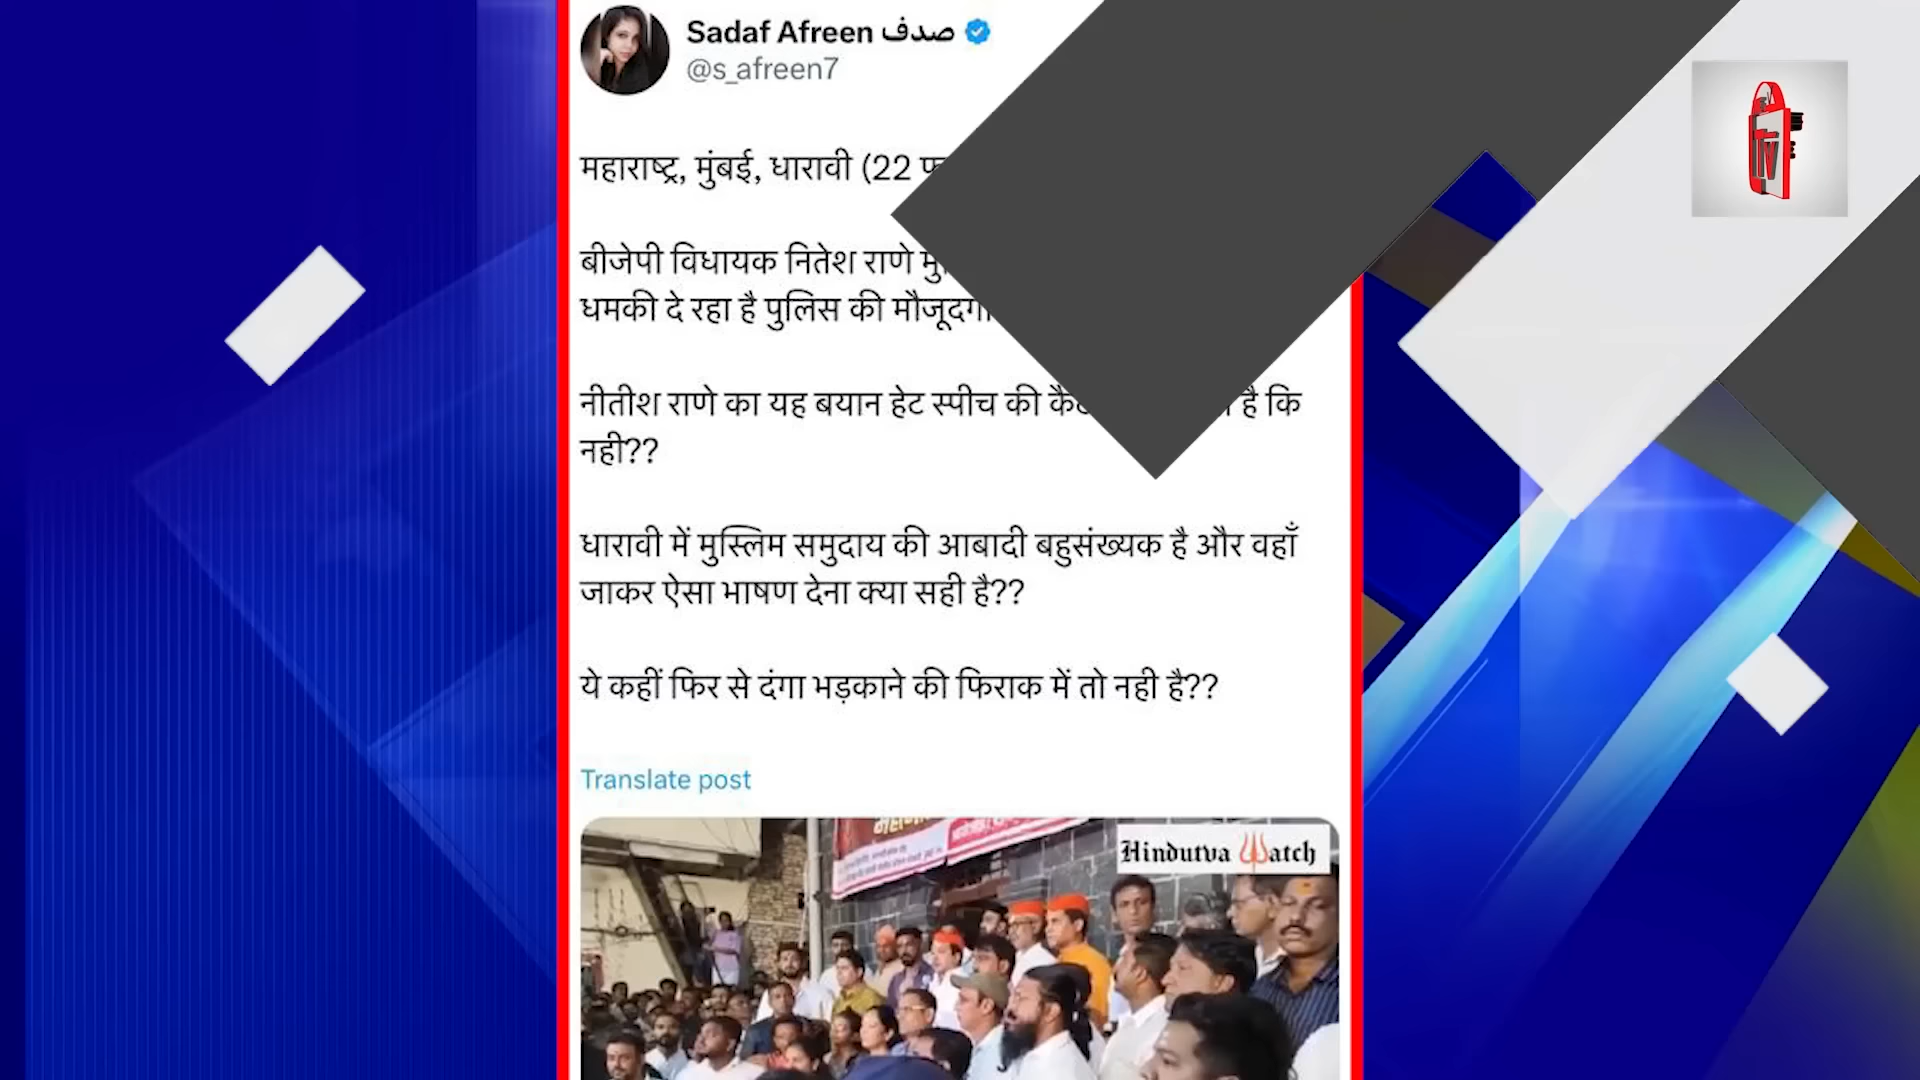 Sadaf Afreen صدف
@s_afreen7
महाराष्ट्र, मुंबई, धारावी (22
बीजेपी विधायक नितेश राणे
धमकी दे रहा है पुलिस की मौजूदगी
नीतीश राणे का यह बयान हेट स्पीच की है कि
नही??
धारावी में मुस्लिम समुदाय की आबादी बहुसंख्यक है और वहाँ
जाकर ऐसा भाषण देना क्या सही है??
ये कहीं फिर से दंगा भड़काने की फिराक में तो नही है??
Translate post
Hindutva Watch